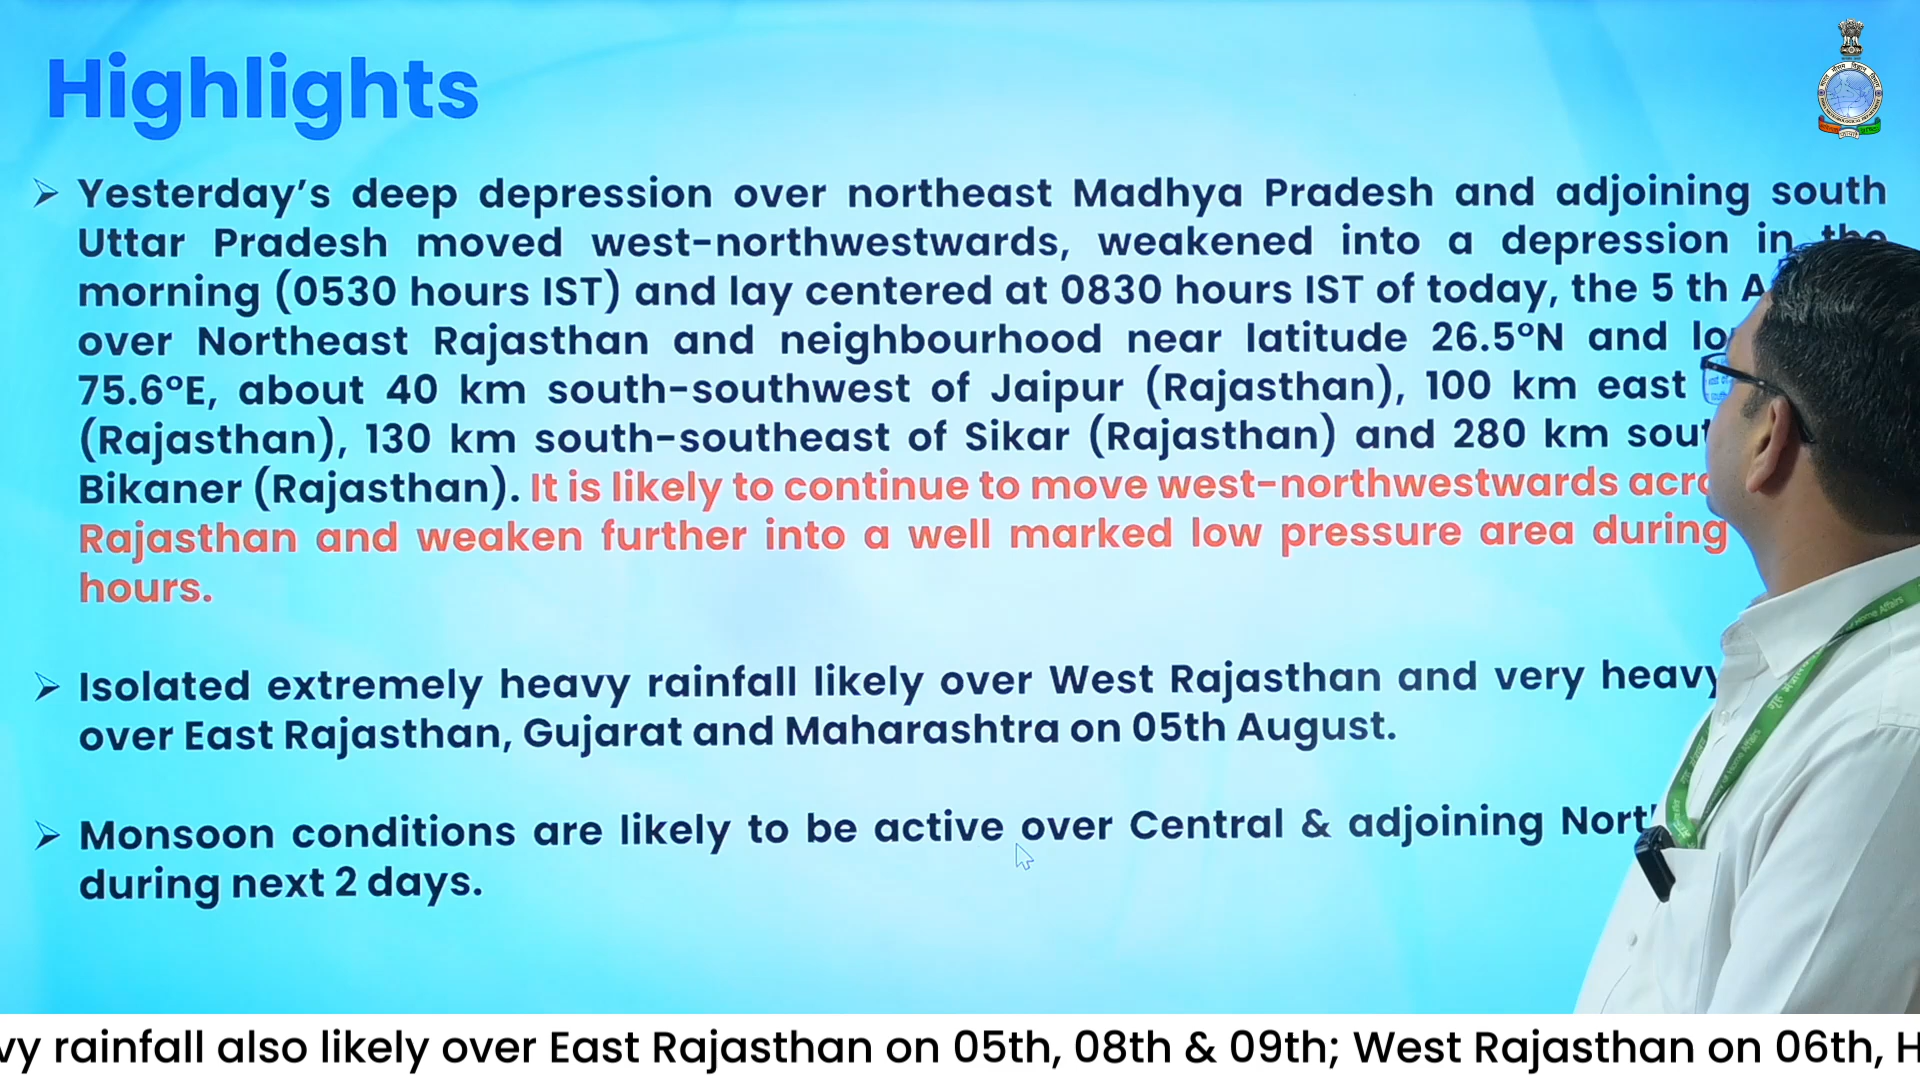 Highlights
➢ Yesterday’s deep depression over northeast Madhya Pradesh and adjoining south
Uttar Pradesh moved west-northwestwards, weakened into a depression in the
morning (0530 hours IST) and lay centered at 0830 hours IST of today, the 5 th
over Northeast Rajasthan and neighbourhood near latitude 26.5°N and
75.6°E, about 40 km south-southwest of Jaipur (Rajasthan), 100 km east
(Rajasthan), 130 km south-southeast of Sikar (Rajasthan) and 280 km
Bikaner (Rajasthan). It is likely to continue to move west-northwestwards
Rajasthan and weaken further into a well marked low pressure area during
hours.
➢ Isolated extremely heavy rainfall likely over West Rajasthan and very heavy
over East Rajasthan, Gujarat and Maharashtra on 05th August.
➢ Monsoon conditions are likely to be active over Central & adjoining
during next 2 days.
vy rainfall also likely over East Rajasthan on 05th, 08th & 09th; West Rajasthan on 06th, H